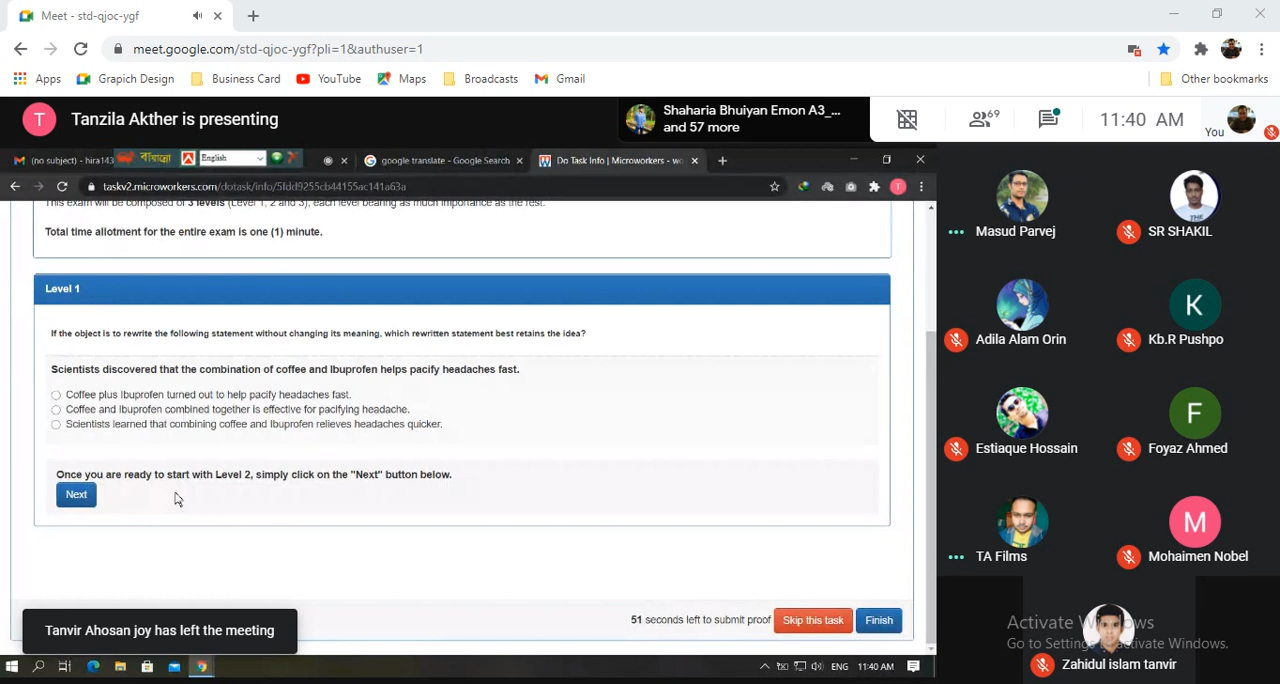 Meet - std-qjoc-ygf
meet.google.com/std-qjoc-ygf?pli=1&authuser=1
Apps
Grapich Design
Business Card
YouTube
Maps
Broadcasts
Gmail
Other bookmarks
T
Tanzila Akther is presenting
Shaharia Bhuiyan Emon A3_...
and 57 more
69
11:40 AM
You
(no subject) - hira143
বায়ান্নো
English
google translate - Google Search
Do Task Info | Microworkers - wo
taskv2.microworkers.com/dotask/info/5fdd9255cb44155ac141a63a
T
This exam will be composed of 3 levels (Level 1, 2 and 3), each level bearing as much importance as the rest.
Total time allotment for the entire exam is one (1) minute.
Level 1
If the object is to rewrite the following statement without changing its meaning, which rewritten statement best retains the idea?
Scientists discovered that the combination of coffee and Ibuprofen helps pacify headaches fast.
Coffee plus Ibuprofen turned out to help pacify headaches fast.
Coffee and Ibuprofen combined together is effective for pacifying headache.
Scientists learned that combining coffee and Ibuprofen relieves headaches quicker.
Once you are ready to start with Level 2, simply click on the "Next" button below.
Next
51 seconds left to submit proof
Skip this task
Finish
Tanvir Ahosan joy has left the meeting
ENG
11:40 AM
Masud Parvej
THE
SR SHAKIL
Adila Alam Orin
K
Kb.R Pushpo
Estiaque Hossain
F
Foyaz Ahmed
TA Films
M
Mohaimen Nobel
Activate Windows
Go to Settings to activate Windows.
Zahidul islam tanvir